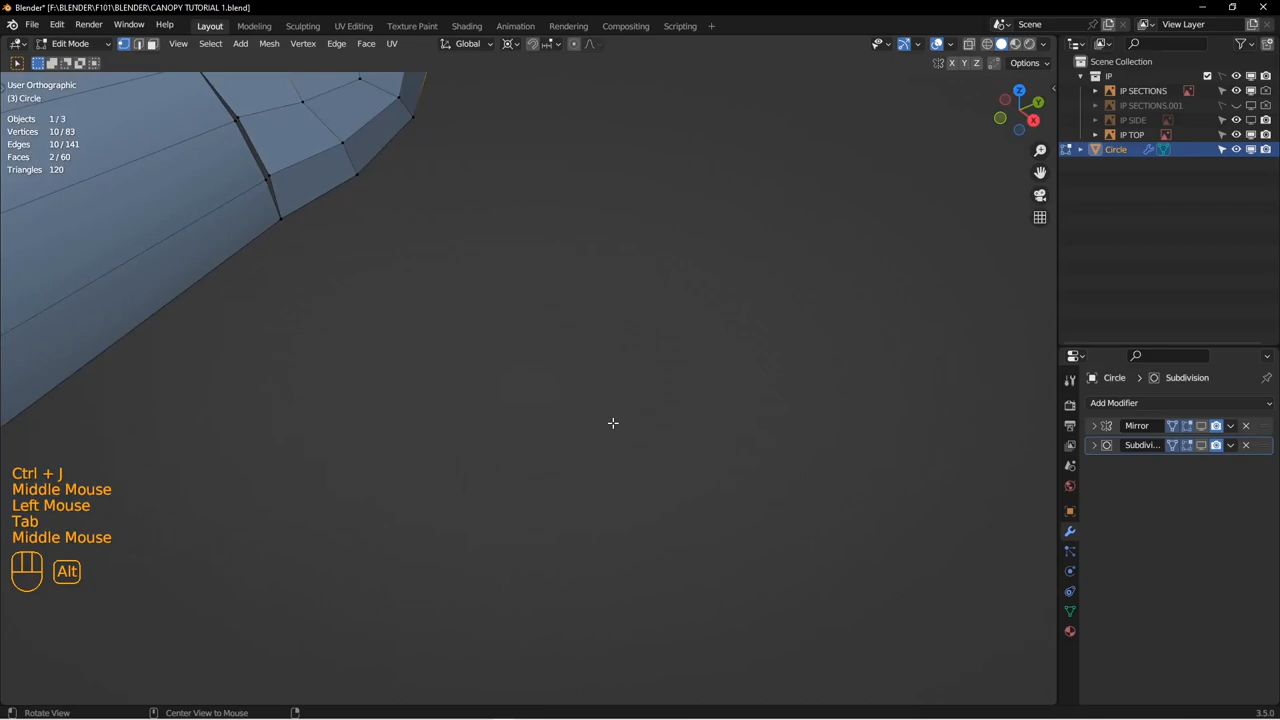 Blender* [F:\BLENDER\F101\BLENDER\CANOPY TUTORIAL 1.blend]
File Edit Render Window Help Layout Modeling Sculpting UV Editing Texture Paint Shading Animation Rendering Compositing Scripting Scene View Layer
Edit Mode View Select Add Mesh Vertex Edge Face UV Global
X Y Z Options
User Orthographic
(3) Circle
Objects 1 / 3
Vertices 10 / 83
Edges 10 / 141
Faces 2 / 60
Triangles 120
Z
Y
X
Scene Collection
IP
IP SECTIONS
IP SECTIONS.001
IP SIDE
IP TOP
Circle
Circle Subdivision
Add Modifier
Mirror
Subdivi...
Ctrl + J
Middle Mouse
Left Mouse
Tab
Middle Mouse
Alt
Rotate View Center View to Mouse 3.5.0